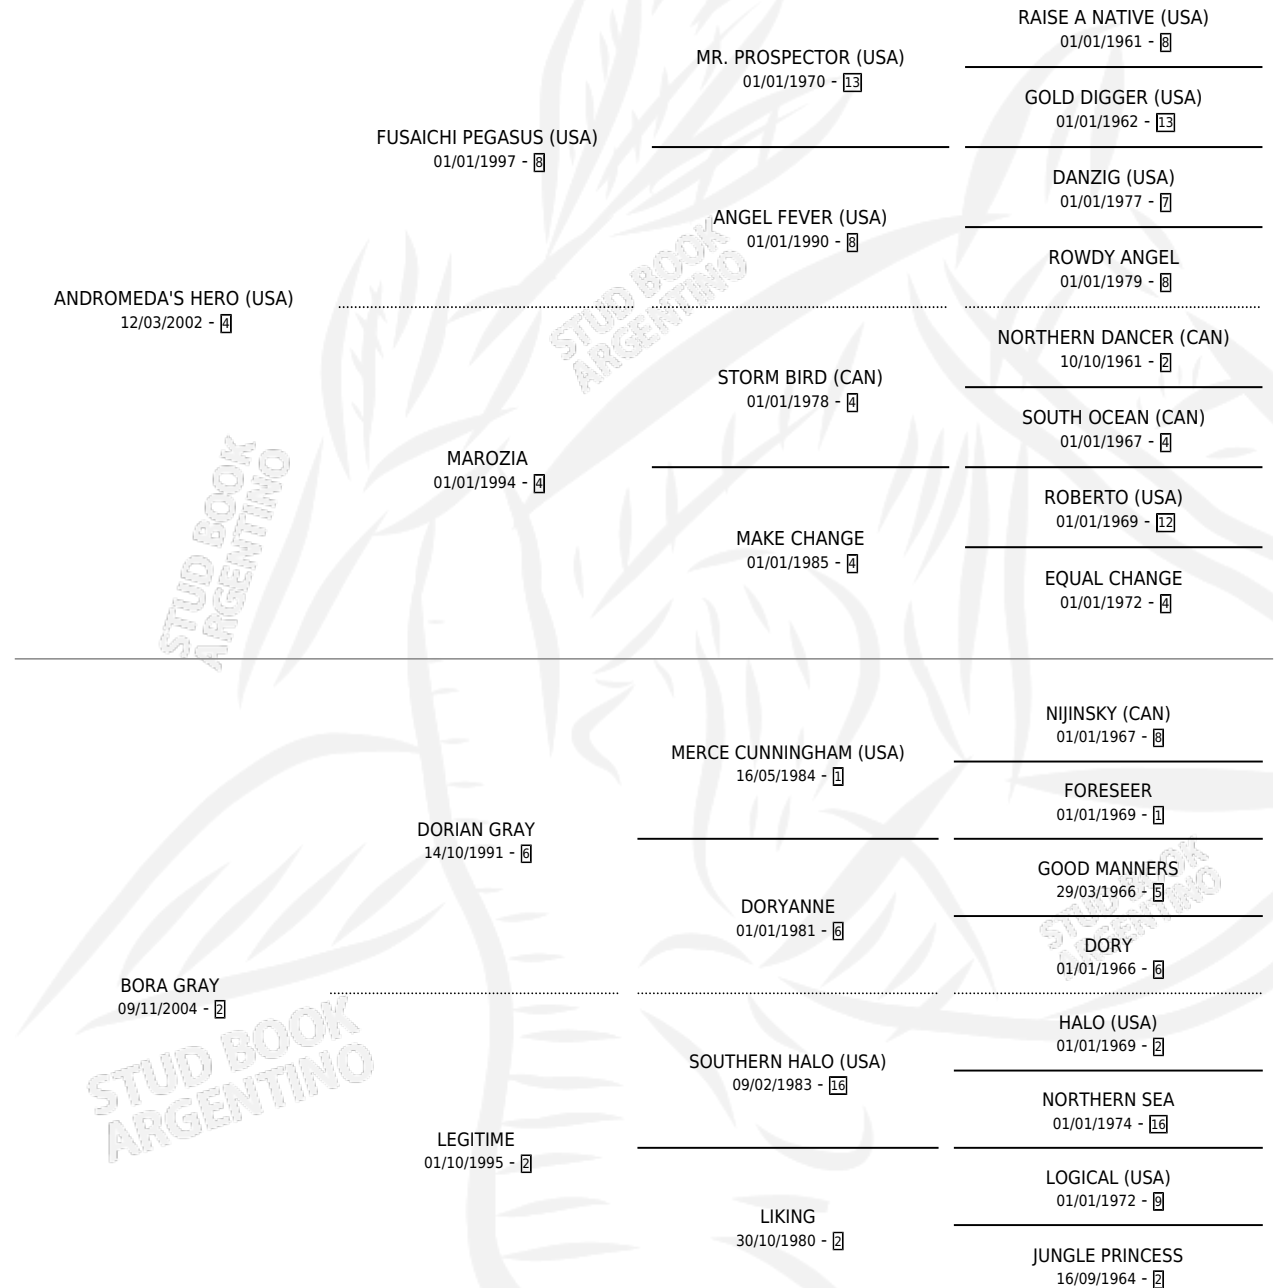 RAISE A NATIVE (USA)
01/01/1961 - 8
MR. PROSPECTOR (USA)
01/01/1970 - 13
GOLD DIGGER (USA)
01/01/1962 - 13
FUSAICHI PEGASUS (USA)
01/01/1997 - 8
DANZIG (USA)
01/01/1977 - 7
ANGEL FEVER (USA)
01/01/1990 - 8
ROWDY ANGEL
01/01/1979 - 8
ANDROMEDA'S HERO (USA)
12/03/2002 - 4
STUD BOOK
ARGENTINO
NORTHERN DANCER (CAN)
10/10/1961 - 2
STORM BIRD (CAN)
01/01/1978 - 4
SOUTH OCEAN (CAN)
01/01/1967 - 4
MAROZIA
01/01/1994 - 4
ROBERTO (USA)
01/01/1969 - 12
MAKE CHANGE
01/01/1985 - 4
EQUAL CHANGE
01/01/1972 - 4
STUD BOOK
ARGENTINO
NIJINSKY (CAN)
01/01/1967 - 8
MERCE CUNNINGHAM (USA)
16/05/1984 - 1
FORESEER
01/01/1969 - 1
DORIAN GRAY
14/10/1991 - 6
GOOD MANNERS
29/03/1966 - 5
DORYANNE
01/01/1981 - 6
DORY
01/01/1966 - 6
STUD BOOK
ARGENTINO
BORA GRAY
09/11/2004 - 2
HALO (USA)
01/01/1969 - 2
SOUTHERN HALO (USA)
09/02/1983 - 16
NORTHERN SEA
01/01/1974 - 16
STUD BOOK
ARGENTINO
LEGITIME
01/10/1995 - 2
LOGICAL (USA)
01/01/1972 - 9
LIKING
30/10/1980 - 2
JUNGLE PRINCESS
16/09/1964 - 2